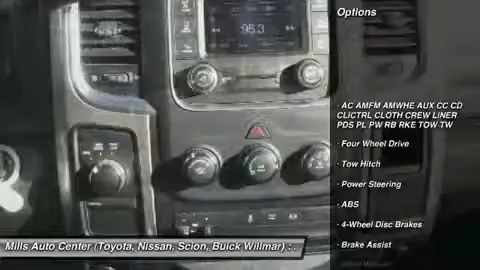 Options
95.3
· AC AMFM AMWHE AUX CC CD
CLICTRL CLOTH CREW LINER
PDS PL PW RB RKE TOW TW
· Four Wheel Drive
· Tow Hitch
· Power Steering
· ABS
· 4-Wheel Disc Brakes
· Brake Assist
Mills Auto Center (Toyota, Nissan, Scion, Buick Willmar) :.